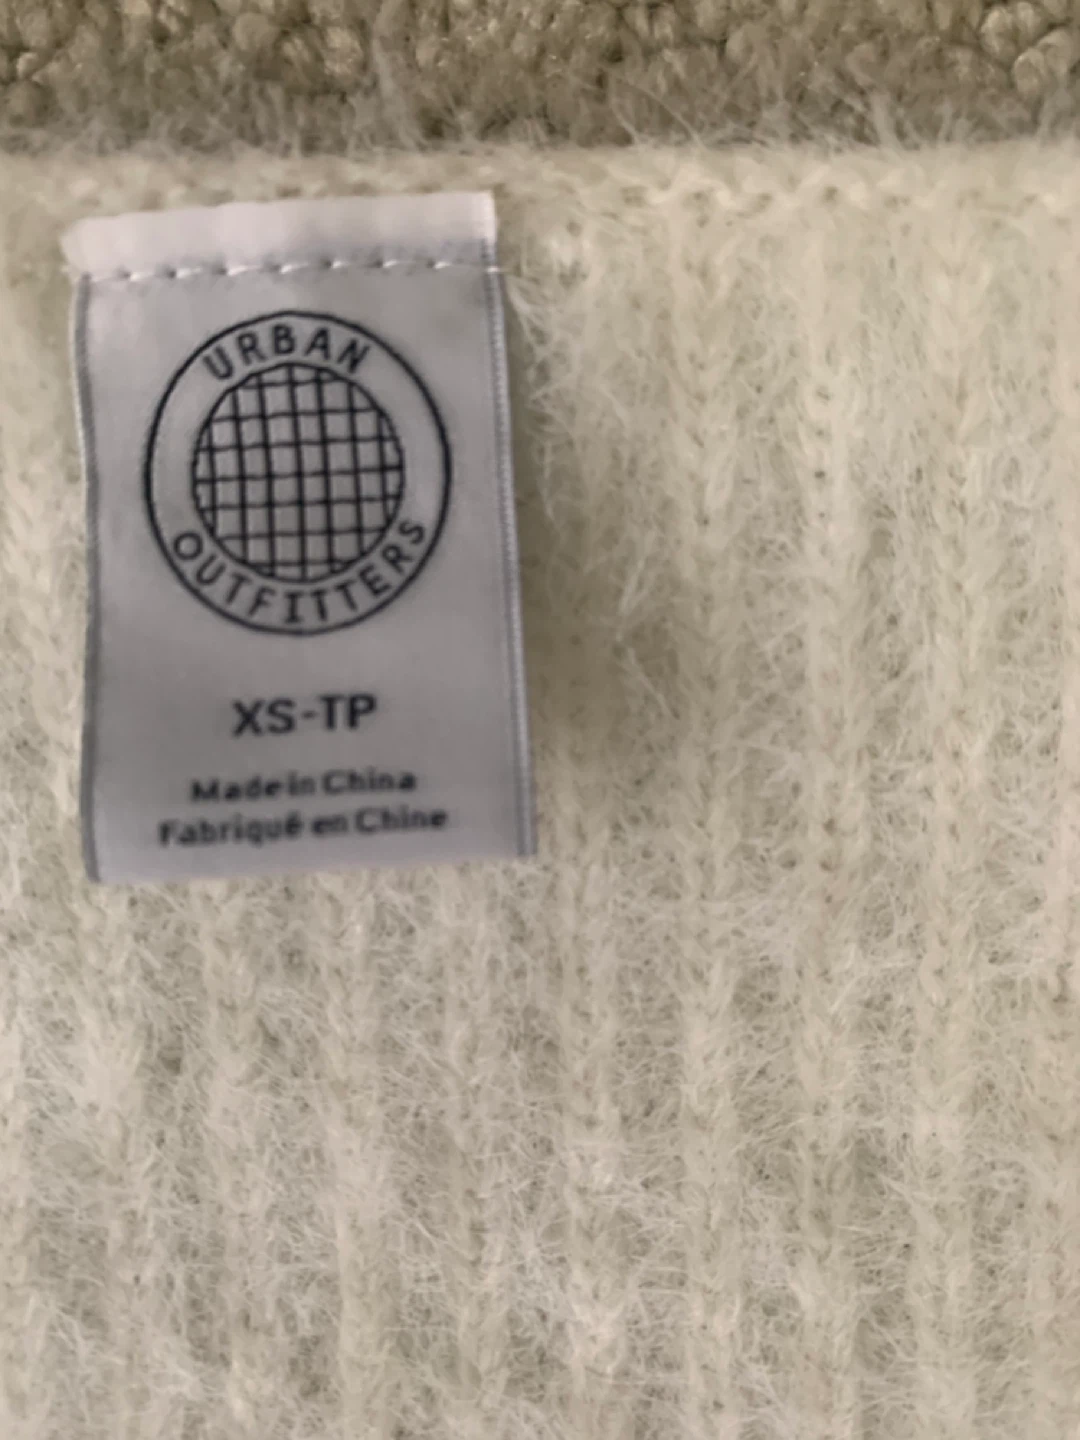 URBAN
OUTFITTERS
XS-TP
Made in China
Fabriqué en Chine